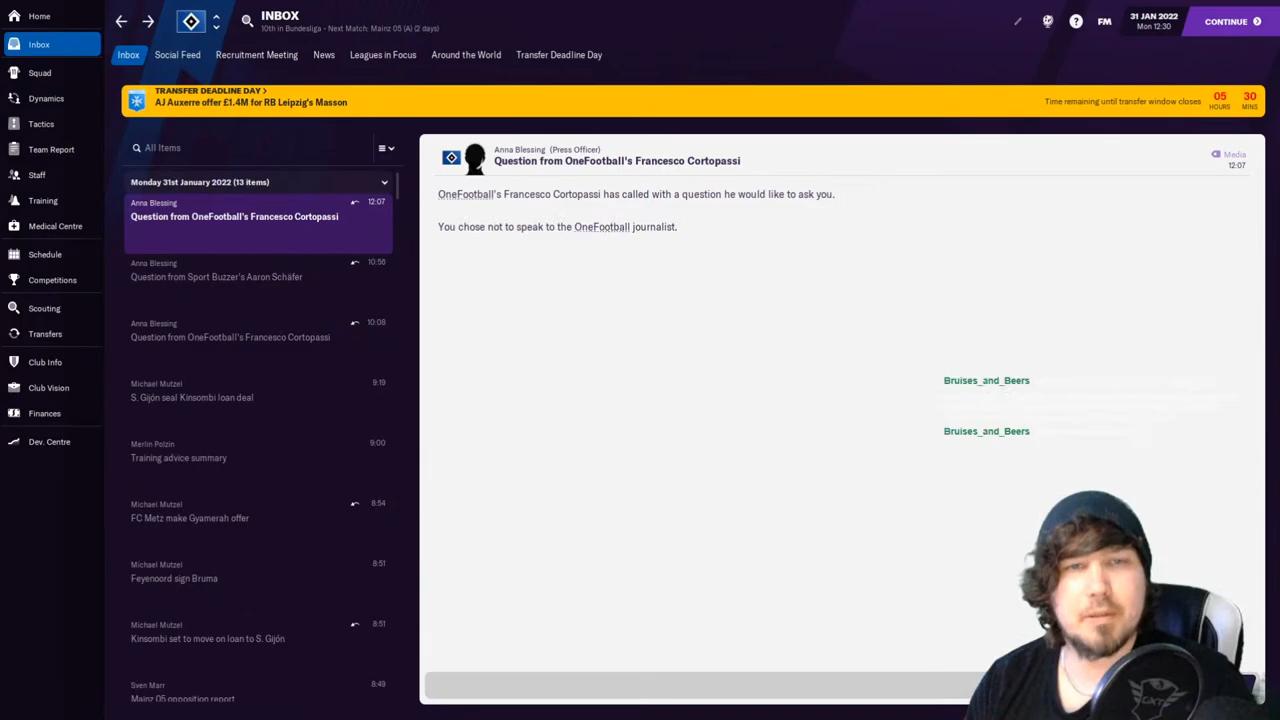 Home
Inbox
Squad
Dynamics
Tactics
Team Report
Staff
Training
Medical Centre
Schedule
Competitions
Scouting
Transfers
Club Info
Club Vision
Finances
Dev. Centre
INBOX
10th in Bundesliga - Next Match: Mainz 05 (A) (2 days)
?
FM
31 JAN 2022
Mon 12:30
CONTINUE
Inbox
Social Feed
Recruitment Meeting
News
Leagues in Focus
Around the World
Transfer Deadline Day
TRANSFER DEADLINE DAY >
AJ Auxerre offer £1.4M for RB Leipzig's Masson
Time remaining until transfer window closes
05 30
HOURS MINS
All Items
Monday 31st January 2022 (13 items)
Anna Blessing 12:07
Question from OneFootball's Francesco Cortopassi
Anna Blessing 10:56
Question from Sport Buzzer's Aaron Schäfer
Anna Blessing 10:08
Question from OneFootball's Francesco Cortopassi
Michael Mutzel 9:19
S. Gijón seal Kinsombi loan deal
Merlin Polzin 9:00
Training advice summary
Michael Mutzel 8:54
FC Metz make Gyamerah offer
Michael Mutzel 8:51
Feyenoord sign Bruma
Michael Mutzel 8:51
Kinsombi set to move on loan to S. Gijón
Sven Marr 8:49
Mainz 05 opposition report
Anna Blessing (Press Officer)
Question from OneFootball's Francesco Cortopassi
Media
12:07
OneFootball's Francesco Cortopassi has called with a question he would like to ask you.
You chose not to speak to the OneFootball journalist.
Bruises_and_Beers
Bruises_and_Beers